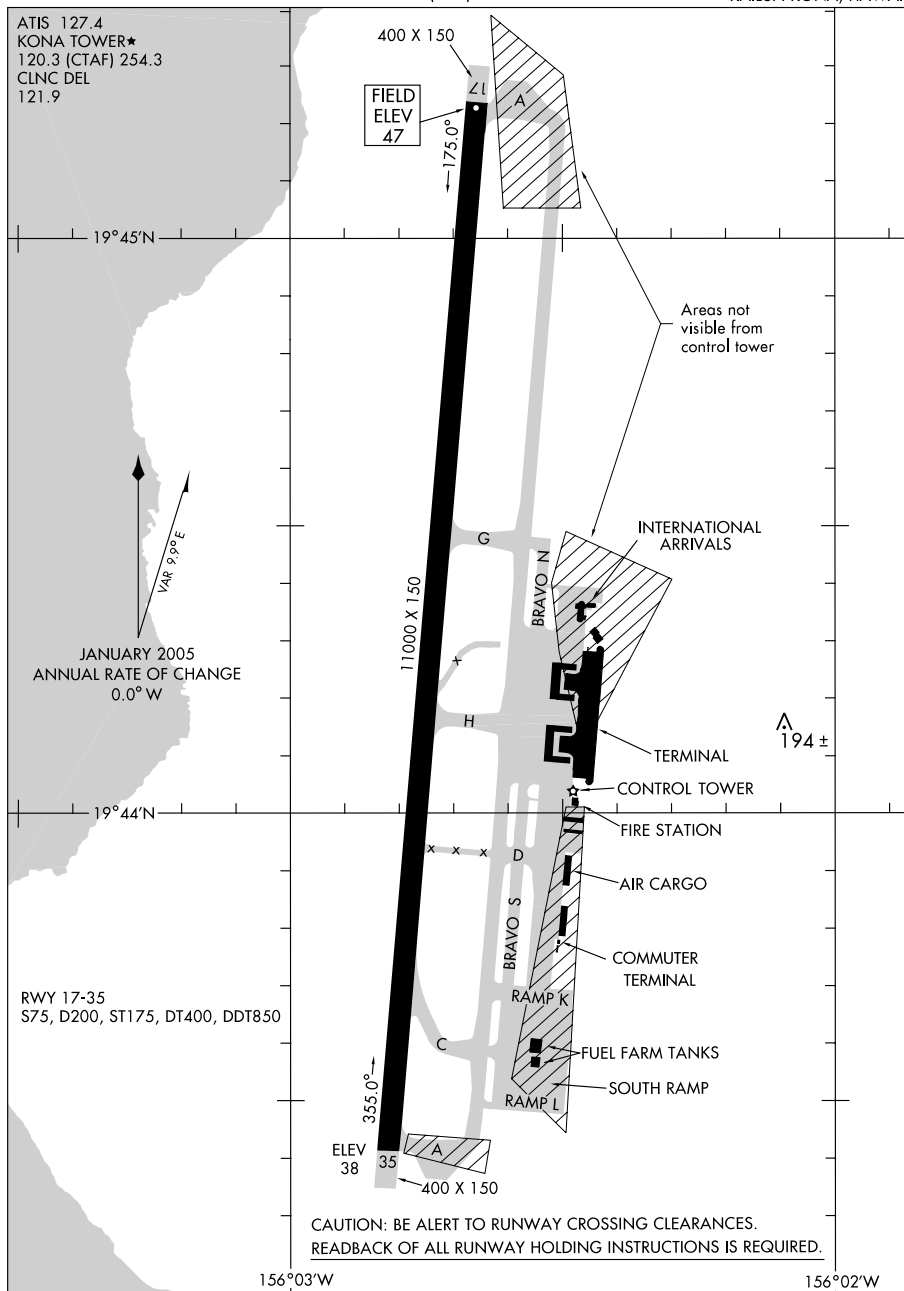 ATIS 127.4
KONA TOWER★
120.3 (CTAF) 254.3
CLNC DEL
121.9
400 X 150
17
A
FIELD
ELEV
47
175.0°
19°45'N
Areas not
visible from
control tower
VAR 9.9° E
JANUARY 2005
ANNUAL RATE OF CHANGE
0.0° W
G
BRAVO N
INTERNATIONAL
ARRIVALS
11000 X 150
x
H
194 ±
TERMINAL
CONTROL TOWER
19°44'N
FIRE STATION
x x x
D
AIR CARGO
BRAVO S
COMMUTER
TERMINAL
RWY 17-35
S75, D200, ST175, DT400, DDT850
RAMP K
C
FUEL FARM TANKS
SOUTH RAMP
355.0°
RAMP L
ELEV
38
35
A
400 X 150
CAUTION: BE ALERT TO RUNWAY CROSSING CLEARANCES.
READBACK OF ALL RUNWAY HOLDING INSTRUCTIONS IS REQUIRED.
156°03'W
156°02'W